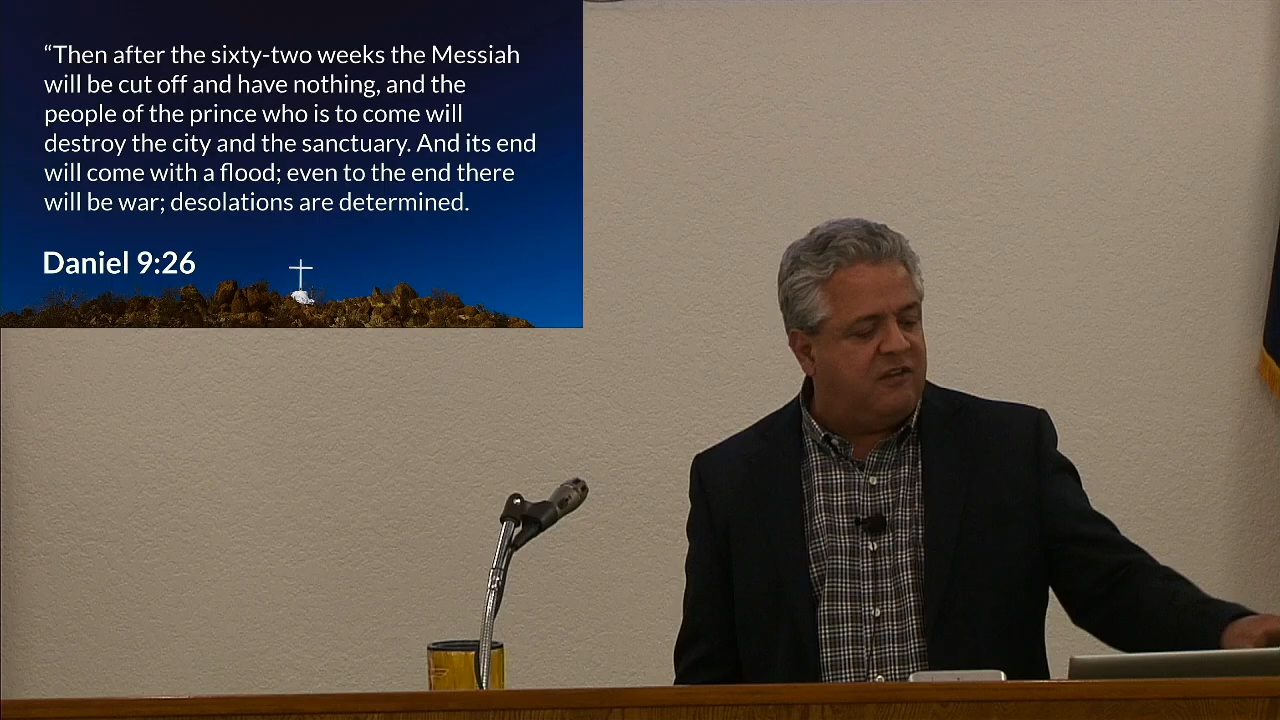 “Then after the sixty-two weeks the Messiah
will be cut off and have nothing, and the
people of the prince who is to come will
destroy the city and the sanctuary. And its end
will come with a flood; even to the end there
will be war; desolations are determined.
Daniel 9:26